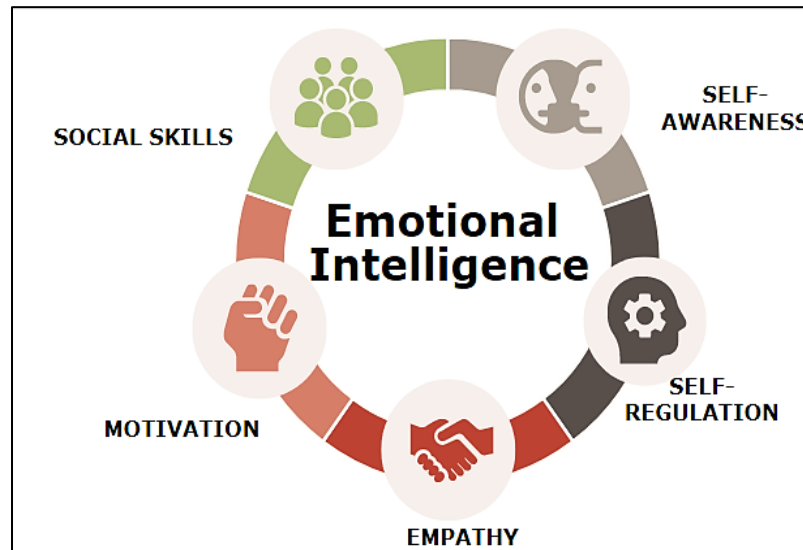 SOCIAL SKILLS
SELF-
AWARENESS
Emotional
Intelligence
MOTIVATION
SELF-
REGULATION
EMPATHY